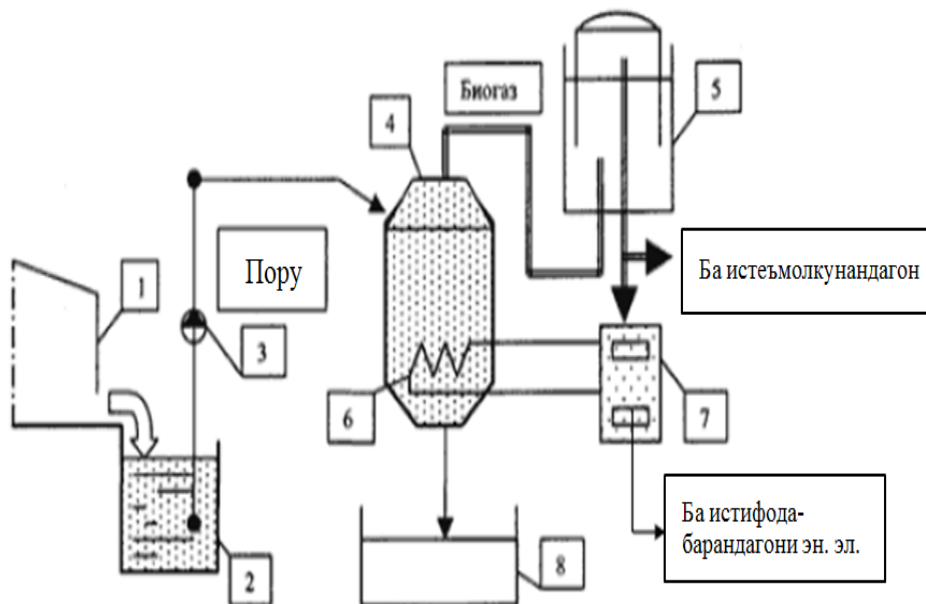 Биогаз
5
4
1
Пору
Ба истеъмолкунандагон
3
6
7
Ба истифода-
барандагони эн. эл.
2
8